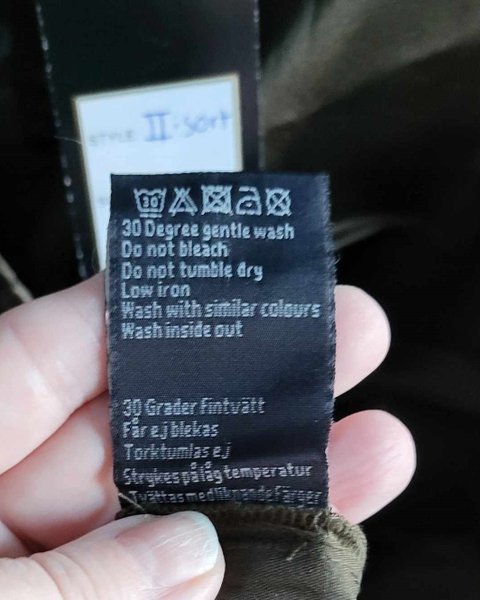 STYLE II-sort
30
30 Degree gentle wash
Do not bleach
Do not tumble dry
Low iron
Wash with similar colours
Wash inside out
30 Grader Fintvätt
Får ej blekas
Torktumlas ej
Strykes på låg temperatur
Tvättas med liknande färger